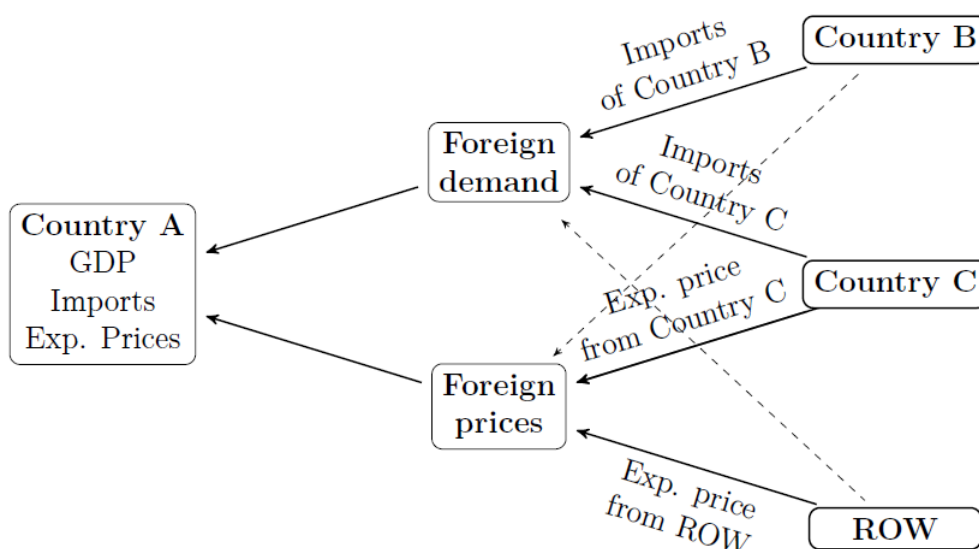 Country B
Imports
of Country B
Foreign
demand
Imports
of Country C
Country A
GDP
Imports
Exp. Prices
Country C
Exp. price
from Country C
Foreign
prices
Exp. price
from ROW
ROW